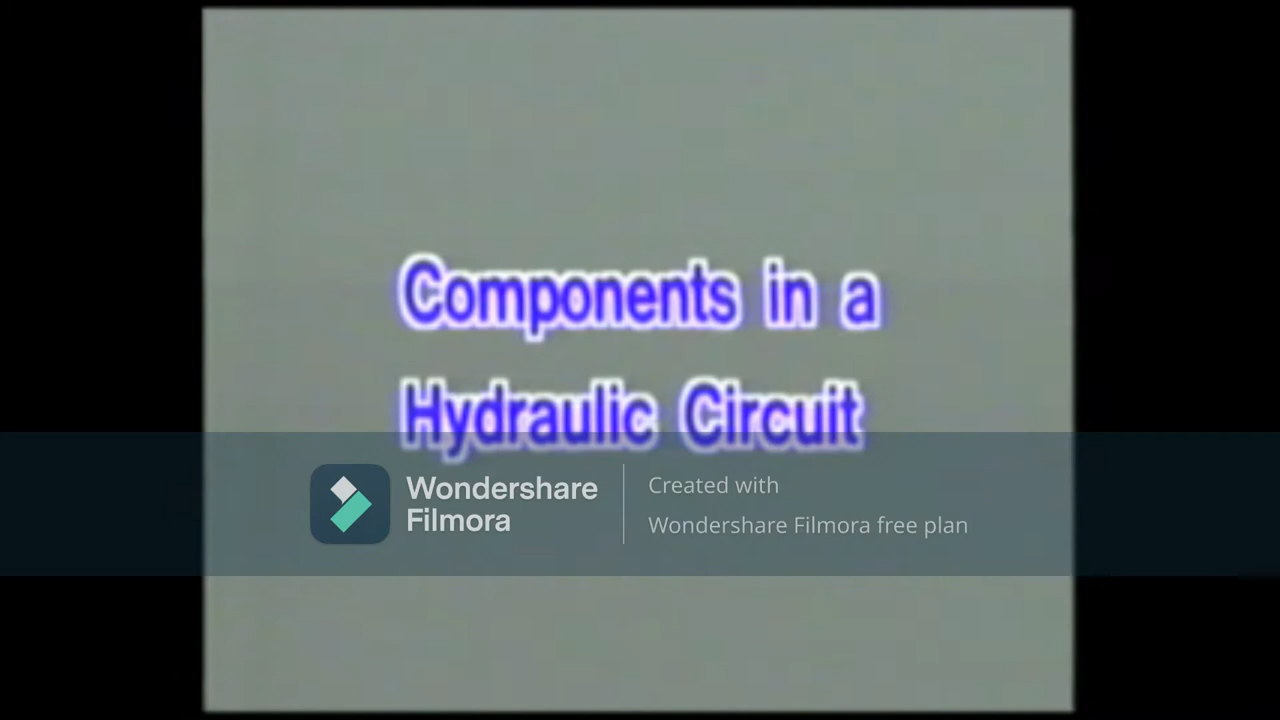 Components in a
Hydraulic Circuit
Wondershare
Filmora
Created with
Wondershare Filmora free plan